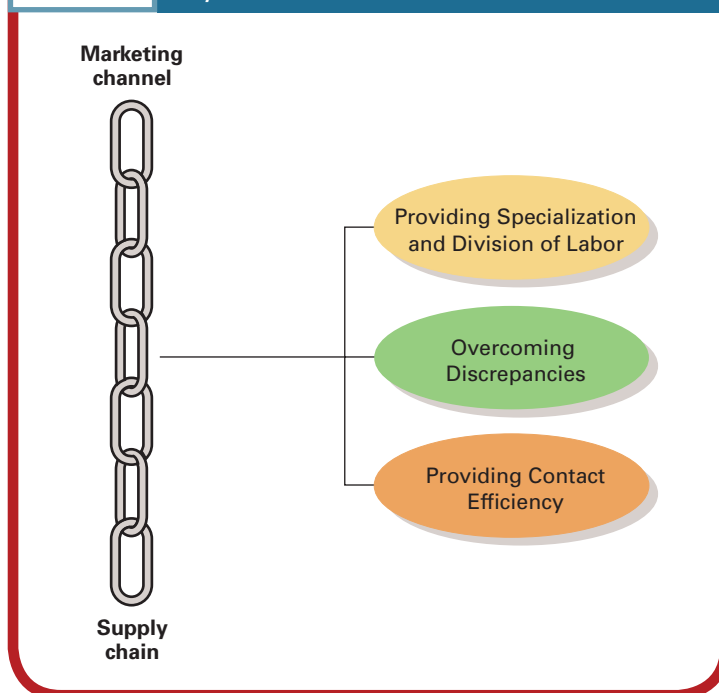 Marketing
channel
Providing Specialization
and Division of Labor
Overcoming
Discrepancies
Providing Contact
Efficiency
Supply
chain